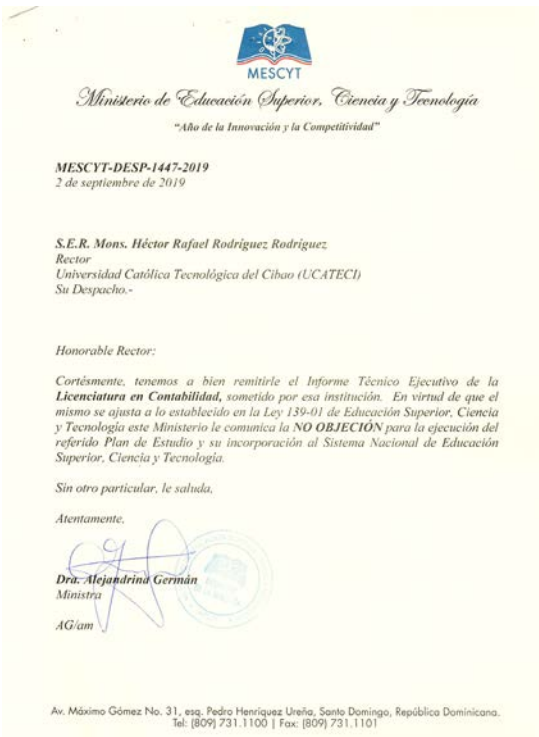 MESCYT
Ministerio de Educación Superior, Ciencia y Tecnología
"Año de la Innovación y la Competitividad"
MESCYT-DESP-1447-2019
2 de septiembre de 2019
S.E.R. Mons. Héctor Rafael Rodríguez Rodríguez
Rector
Universidad Católica Tecnológica del Cibao (UCATECI)
Su Despacho.-
Honorable Rector:
Cortésmente, tenemos a bien remitirle el Informe Técnico Ejecutivo de la
Licenciatura en Contabilidad, sometido por esa institución. En virtud de que el
mismo se ajusta a lo establecido en la Ley 139-01 de Educación Superior, Ciencia
y Tecnología este Ministerio le comunica la NO OBJECIÓN para la ejecución del
referido Plan de Estudio y su incorporación al Sistema Nacional de Educación
Superior, Ciencia y Tecnología.
Sin otro particular, le saluda,
Atentamente,
Dra. Alejandrina Germán
Ministra
AG/am
Av. Máximo Gómez No. 31, esq. Pedro Henríquez Ureña, Santo Domingo, República Dominicana.
Tel: (809) 731.1100 | Fax: (809) 731.1101